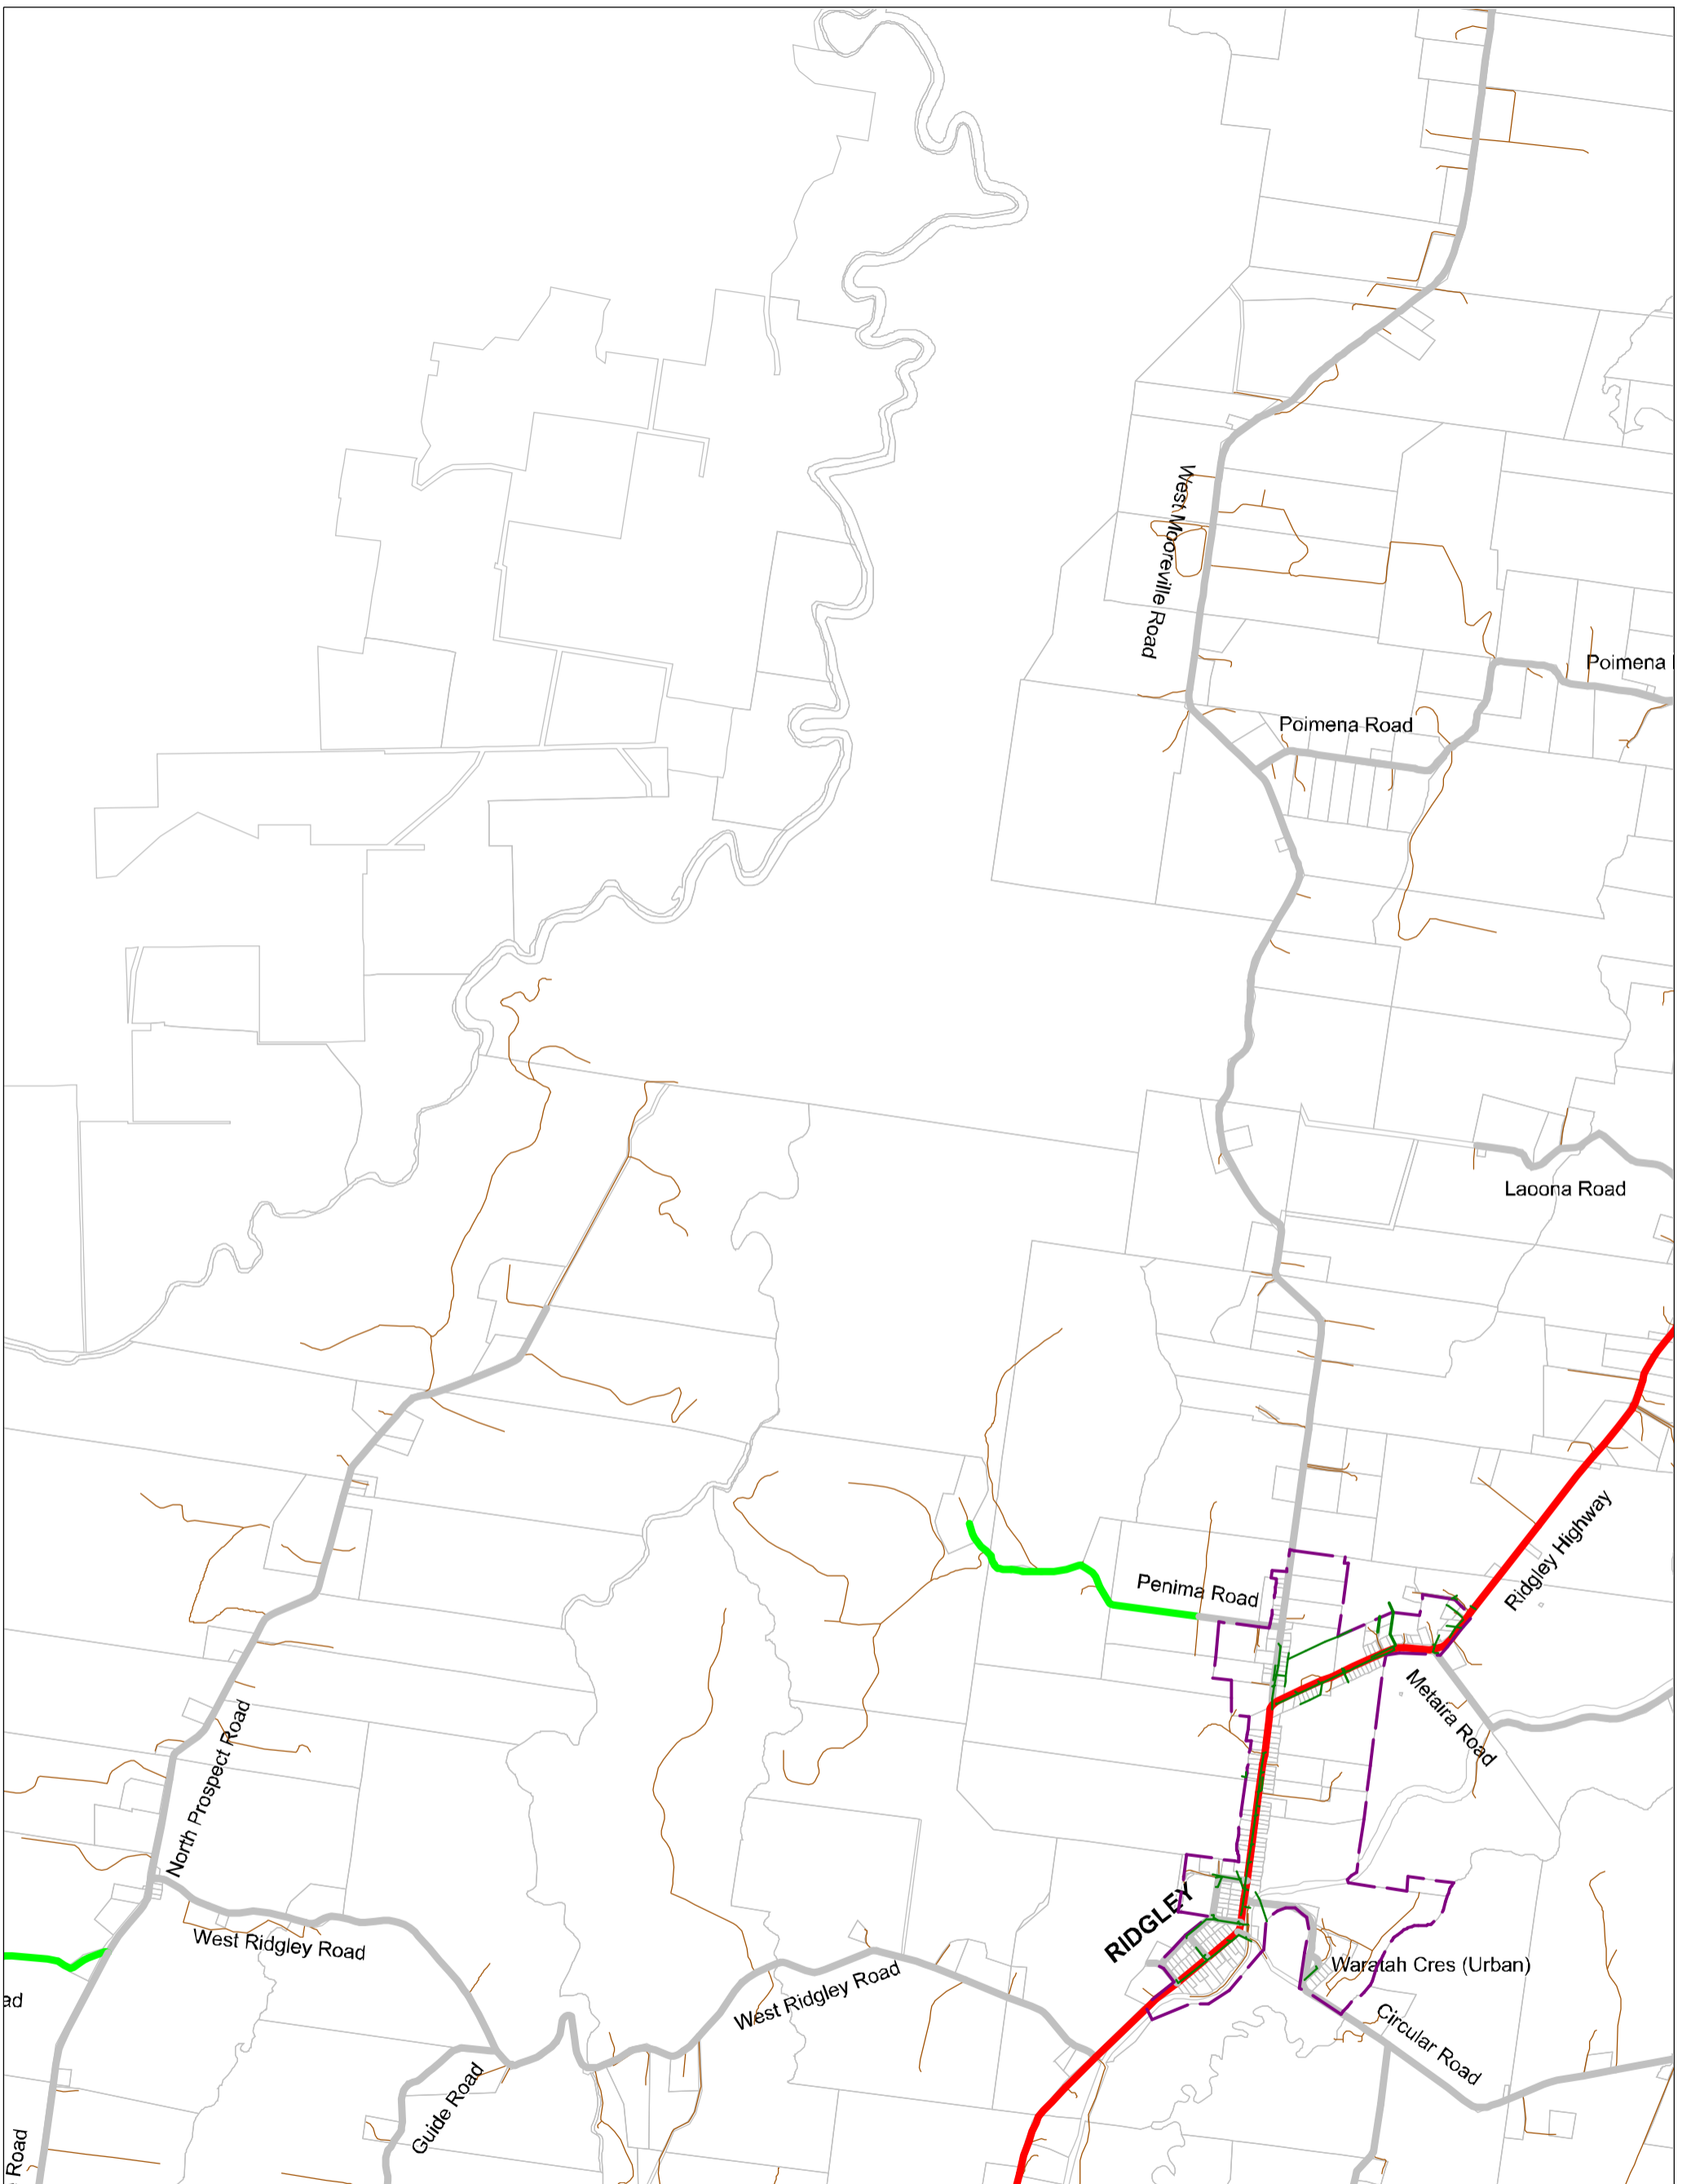 West Mooreville Road
Poimena
Poimena Road
Laoona Road
Penima Road
Ridgley Highway
Metaira Road
North Prospect Road
RIDGLEY
West Ridgley Road
Waratah Cres (Urban)
West Ridgley Road
ad
Circular Road
Guide Road
Road